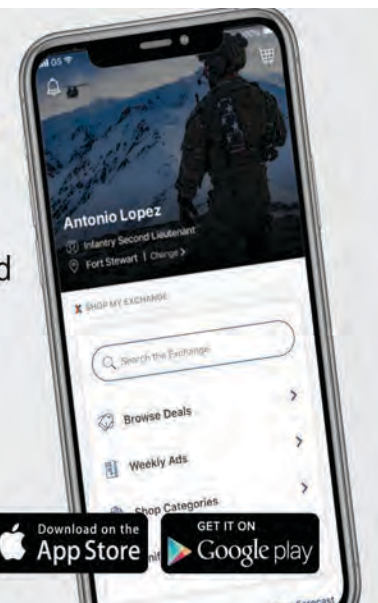 GS
Antonio Lopez
Infantry Second Lieutenant
Fort Stewart | Change >
d
X SHOP MY EXCHANGE
Search the Exchange
Browse Deals
Weekly Ads
Shop Categories
Download on the
App Store
GET IT ON
Google play